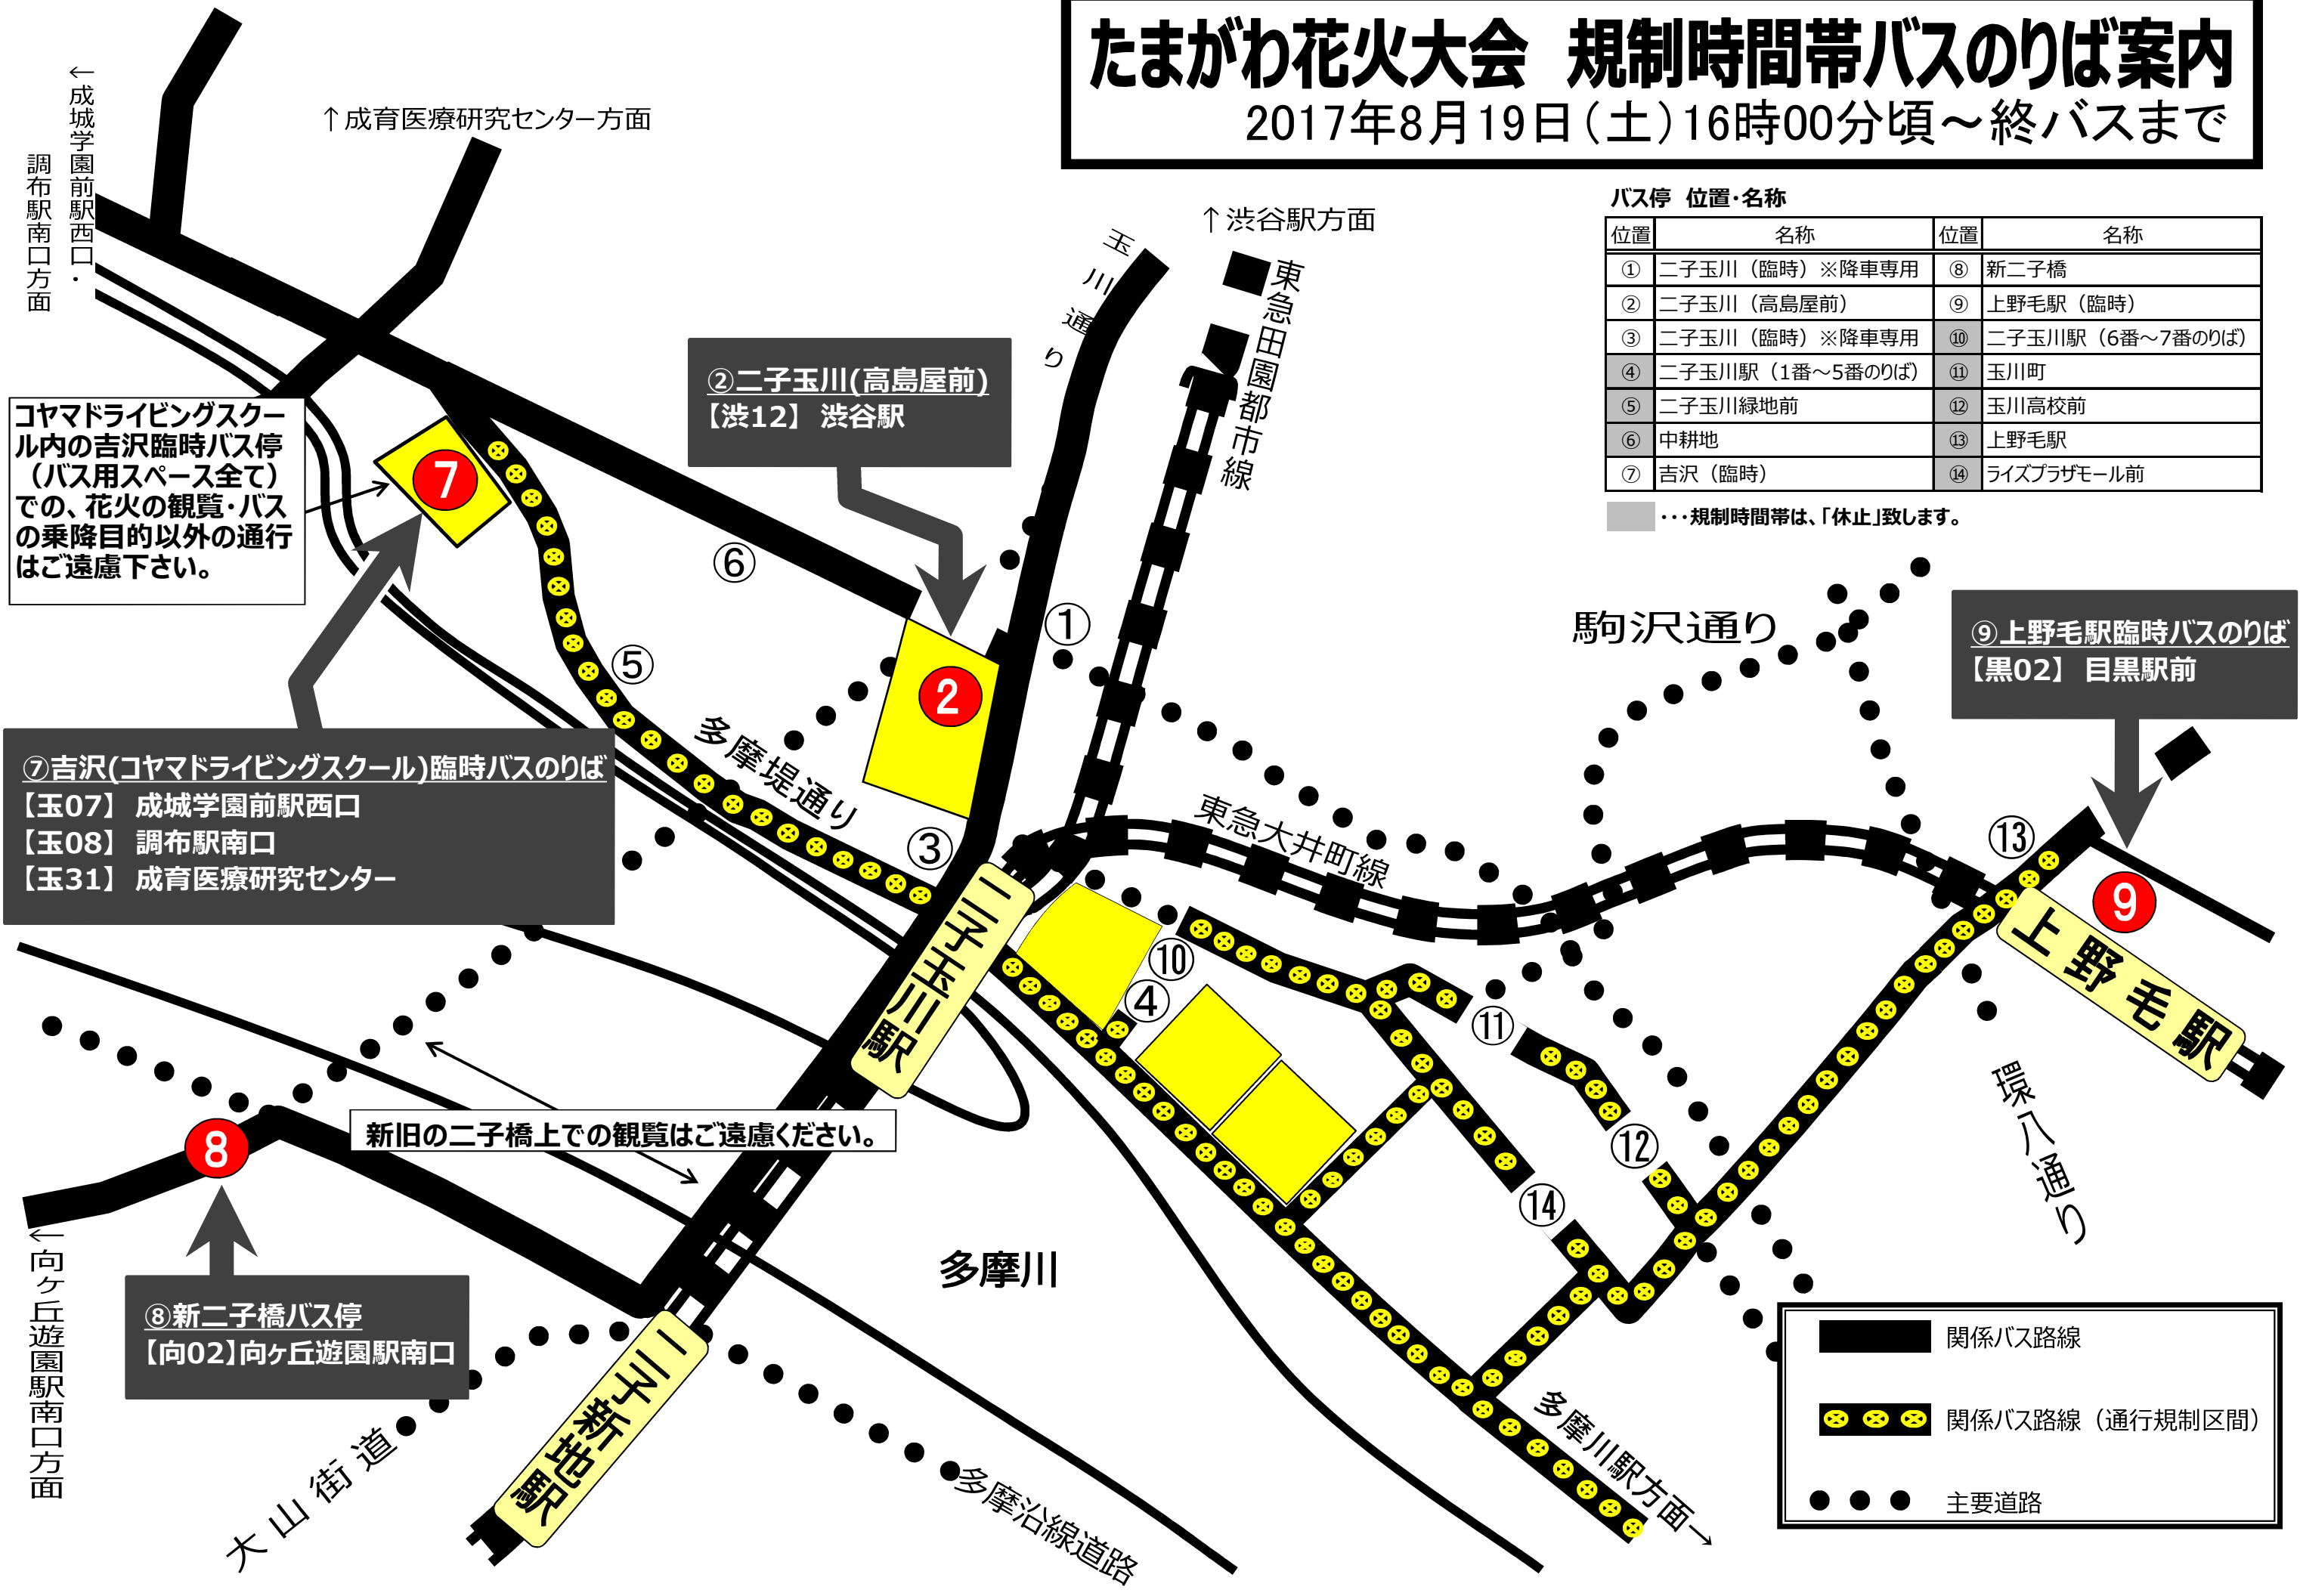 たまがわ花火大会　規制時間帯バスのりば案内
2017年8月19日（土）16時00分頃～終バスまで
←成城学園前駅西口・
調布駅南口方面
↑成育医療研究センター方面
玉川通り
↑渋谷駅方面
東急田園都市線
バス停　位置・名称
位置 名称 位置 名称
① 二子玉川（臨時）※降車専用 ⑧ 新二子橋
② 二子玉川（高島屋前） ⑨ 上野毛駅（臨時）
③ 二子玉川（臨時）※降車専用 ⑩ 二子玉川駅（6番～7番のりば）
④ 二子玉川駅（1番～5番のりば） ⑪ 玉川町
⑤ 二子玉川緑地前 ⑫ 玉川高校前
⑥ 中耕地 ⑬ 上野毛駅
⑦ 吉沢（臨時） ⑭ ライズプラザモール前
・・・規制時間帯は、「休止」致します。
②二子玉川(高島屋前)
【渋12】 渋谷駅
コヤマドライビングスクー
ル内の吉沢臨時バス停
（バス用スペース全て）
での、花火の観覧・バス
の乗降目的以外の通行
はご遠慮下さい。
7
⑥
①
⑤
2
③
駒沢通り
⑨上野毛駅臨時バスのりば
【黒02】 目黒駅前
⑦吉沢(コヤマドライビングスクール)臨時バスのりば
【玉07】 成城学園前駅西口
【玉08】 調布駅南口
【玉31】 成育医療研究センター
多摩堤通り
東急大井町線
⑬
9
上野毛駅
二子玉川駅
⑩
④
⑪
⑫
⑭
環八通り
新旧の二子橋上での観覧はご遠慮ください。
8
←向ヶ丘遊園駅南口方面
⑧新二子橋バス停
【向02】向ヶ丘遊園駅南口
多摩川
二子新地駅
大山街道
多摩沿線道路
多摩川駅方面→
関係バス路線
関係バス路線（通行規制区間）
主要道路